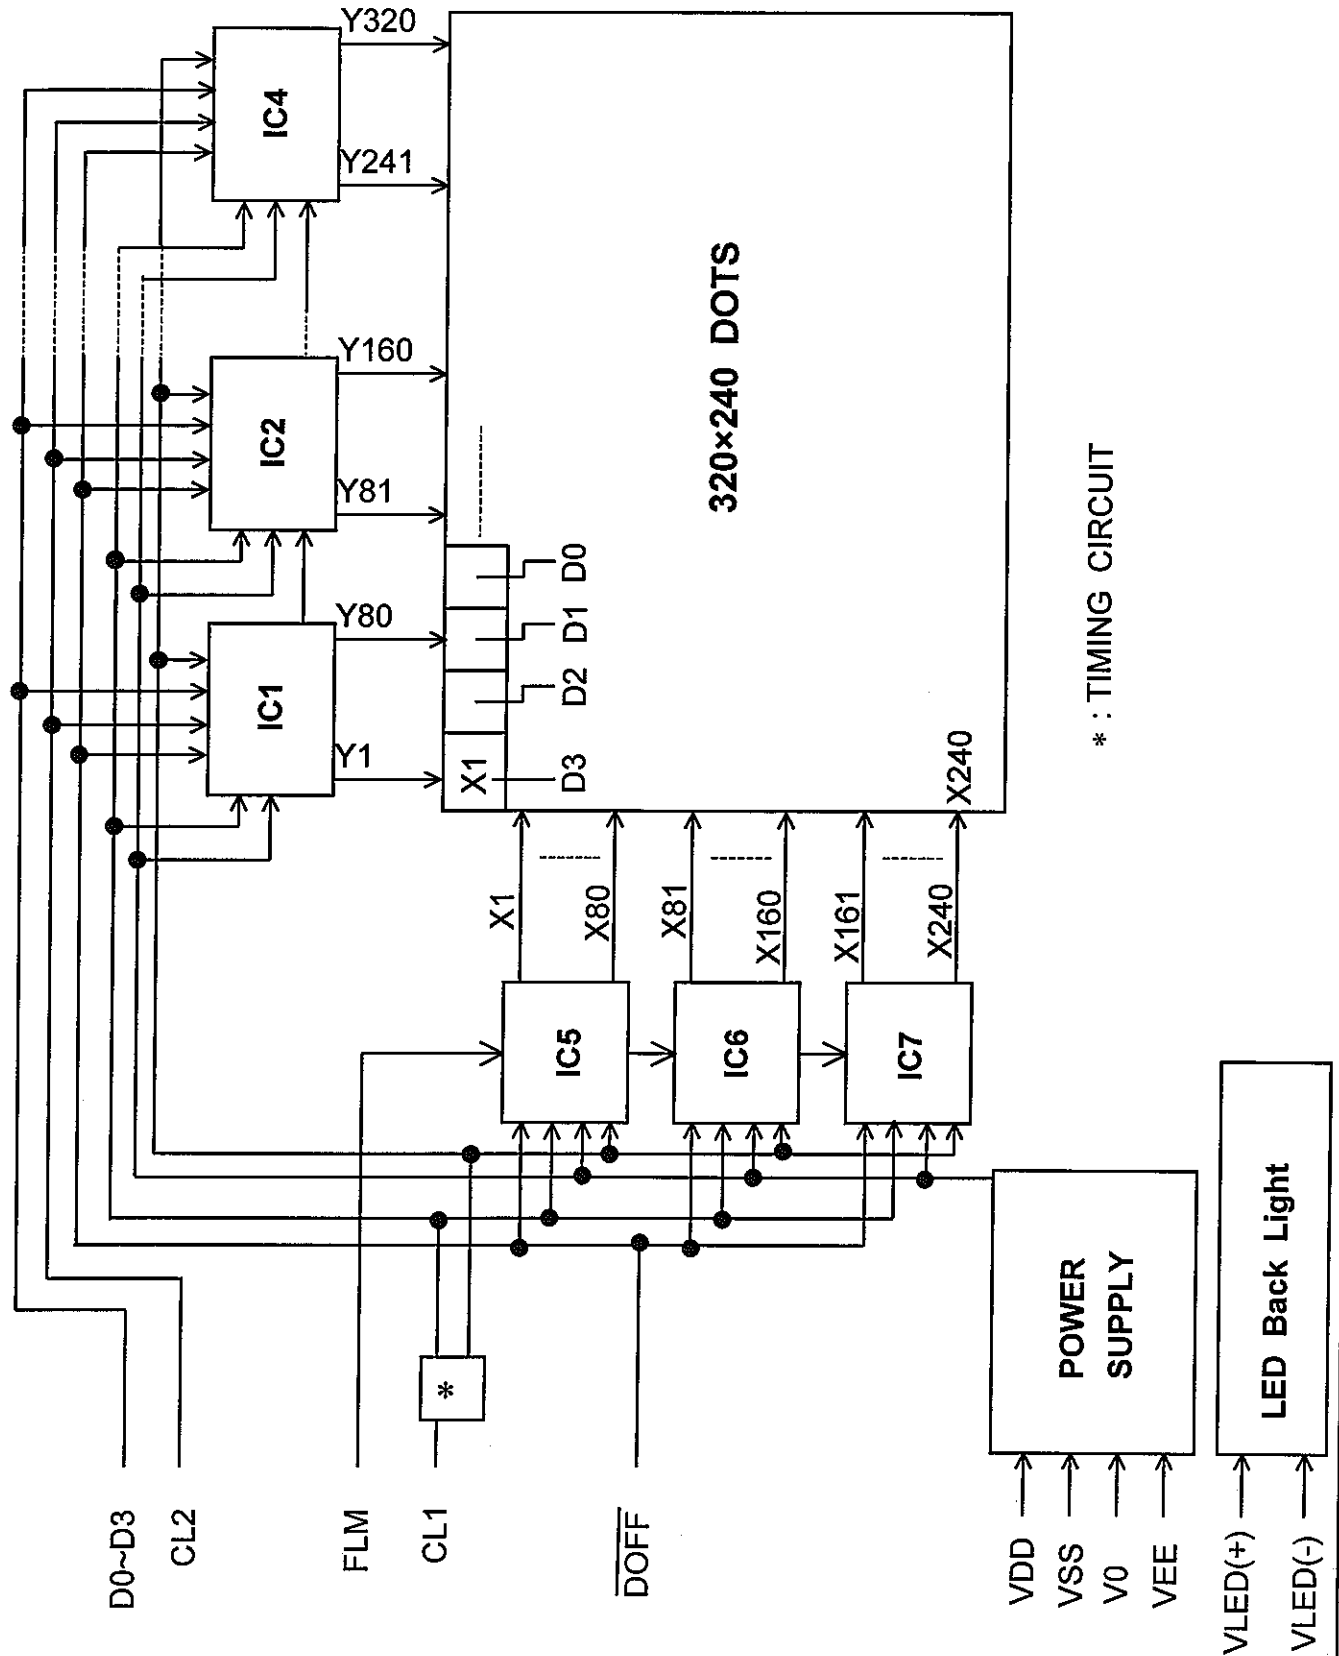 D0~D3
CL2
FLM
CL1
*
DOFF
VDD
VSS
V0
VEE
VLED(+)
VLED(-)
POWER
SUPPLY
LED Back Light
IC5
IC6
IC7
X1
X80
X81
X160
X161
X240
IC1
IC2
IC4
Y1
Y80
Y81
Y160
Y241
Y320
X1
D3
D2
D1
D0
X240
320×240 DOTS
* : TIMING CIRCUIT